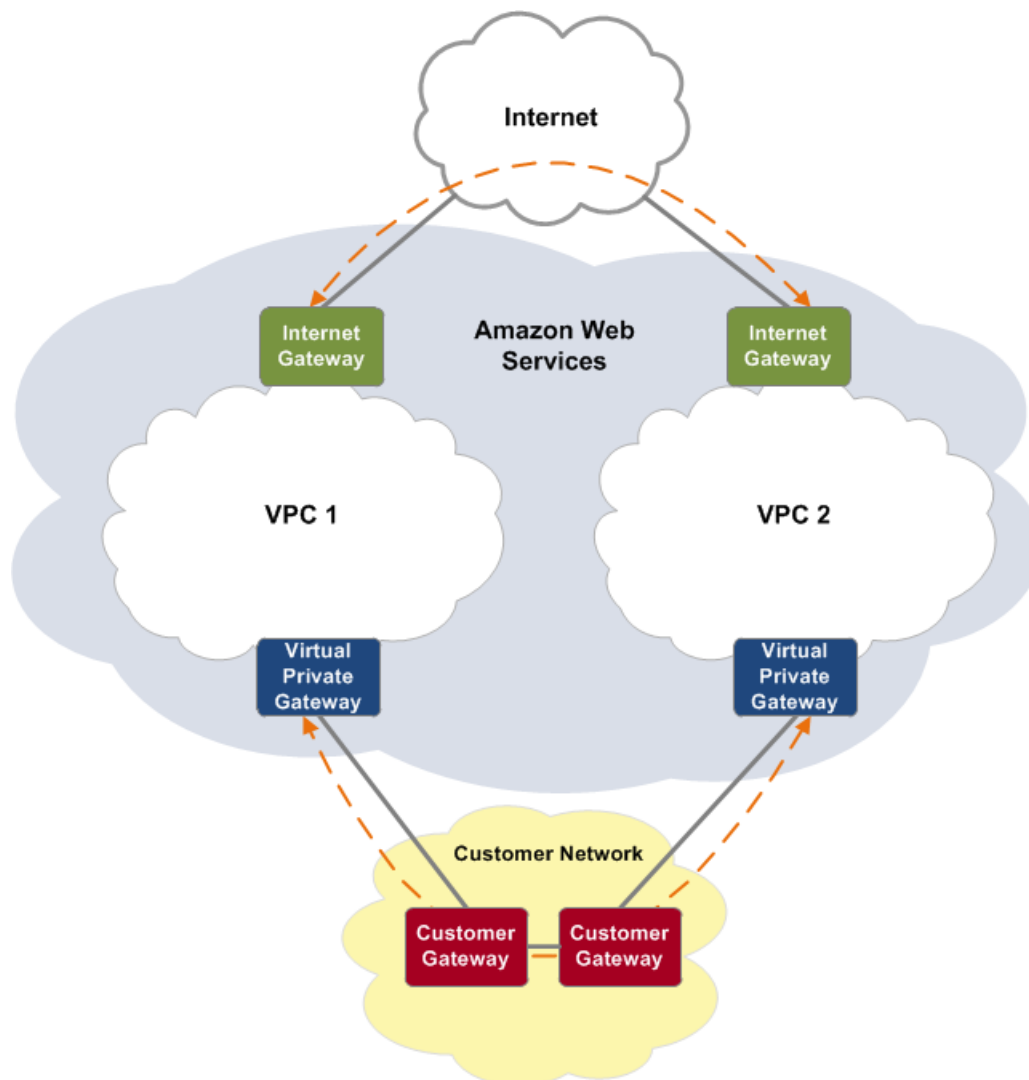 Internet
Internet
Gateway
Amazon Web
Services
Internet
Gateway
VPC 1
VPC 2
Virtual
Private
Gateway
Virtual
Private
Gateway
Customer Network
Customer
Gateway
Customer
Gateway